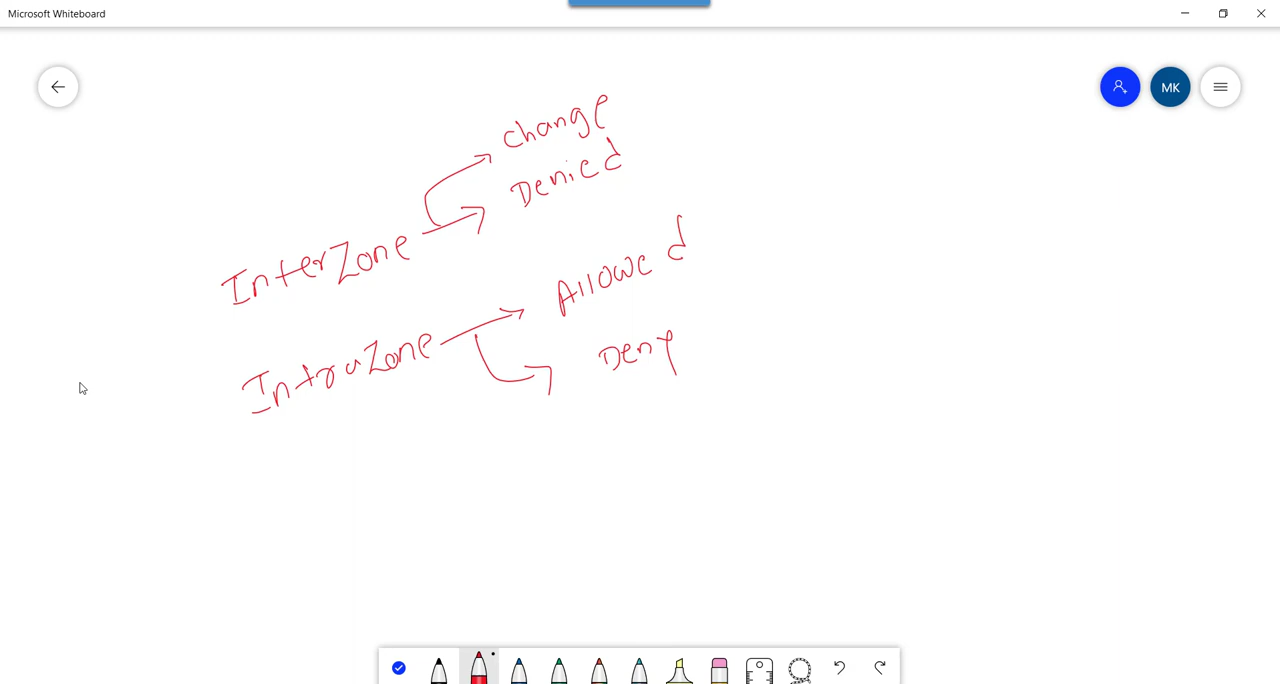 Microsoft Whiteboard
MK
change
Denied
InterZone
Allowed
IntraZone
Deny